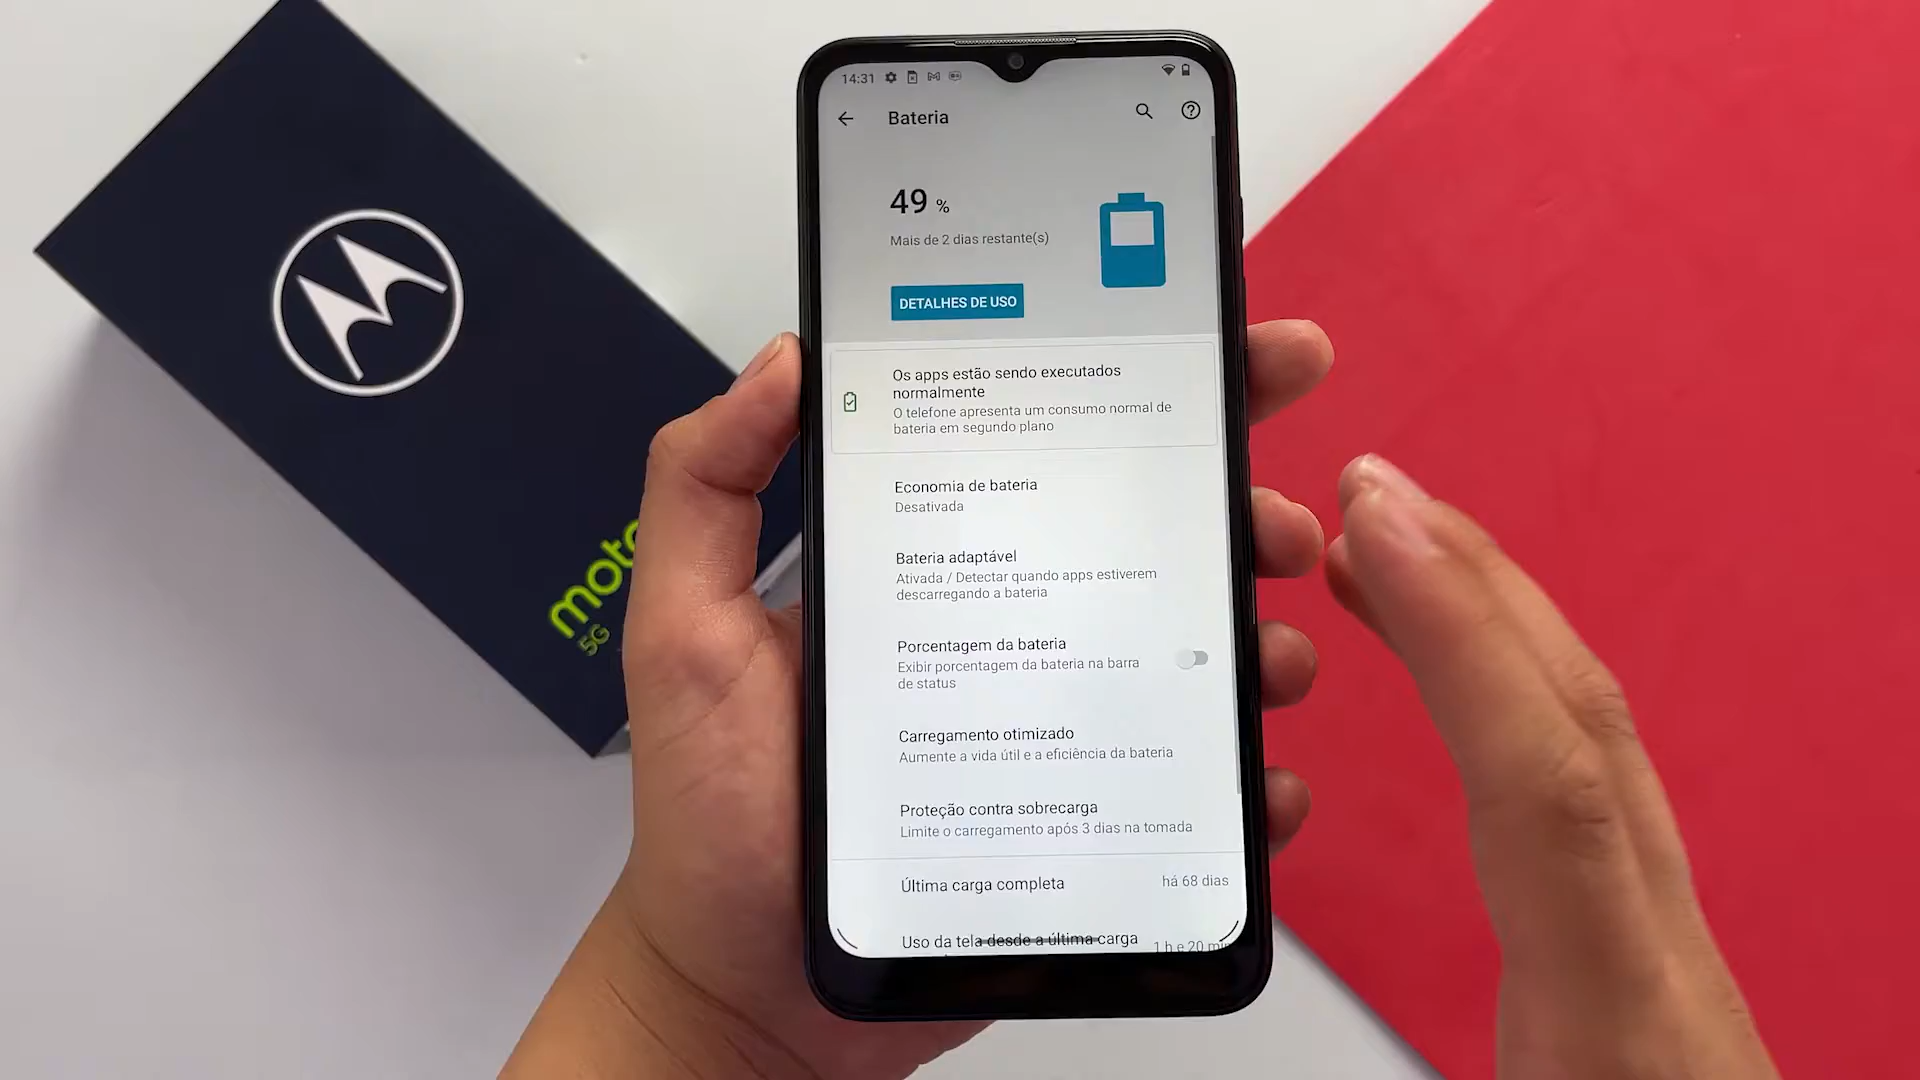 14:31
Bateria
49 %
Mais de 2 dias restante(s)
DETALHES DE USO
Os apps estão sendo executados
normalmente
O telefone apresenta um consumo normal de
bateria em segundo plano
Economia de bateria
Desativada
Bateria adaptável
Ativada / Detectar quando apps estiverem
descarregando a bateria
Porcentagem da bateria
Exibir porcentagem da bateria na barra
de status
Carregamento otimizado
Aumente a vida útil e a eficiência da bateria
Proteção contra sobrecarga
Limite o carregamento após 3 dias na tomada
Última carga completa
há 68 dias
Uso da tela desde a última carga
1 h e 20 min
moto
5G